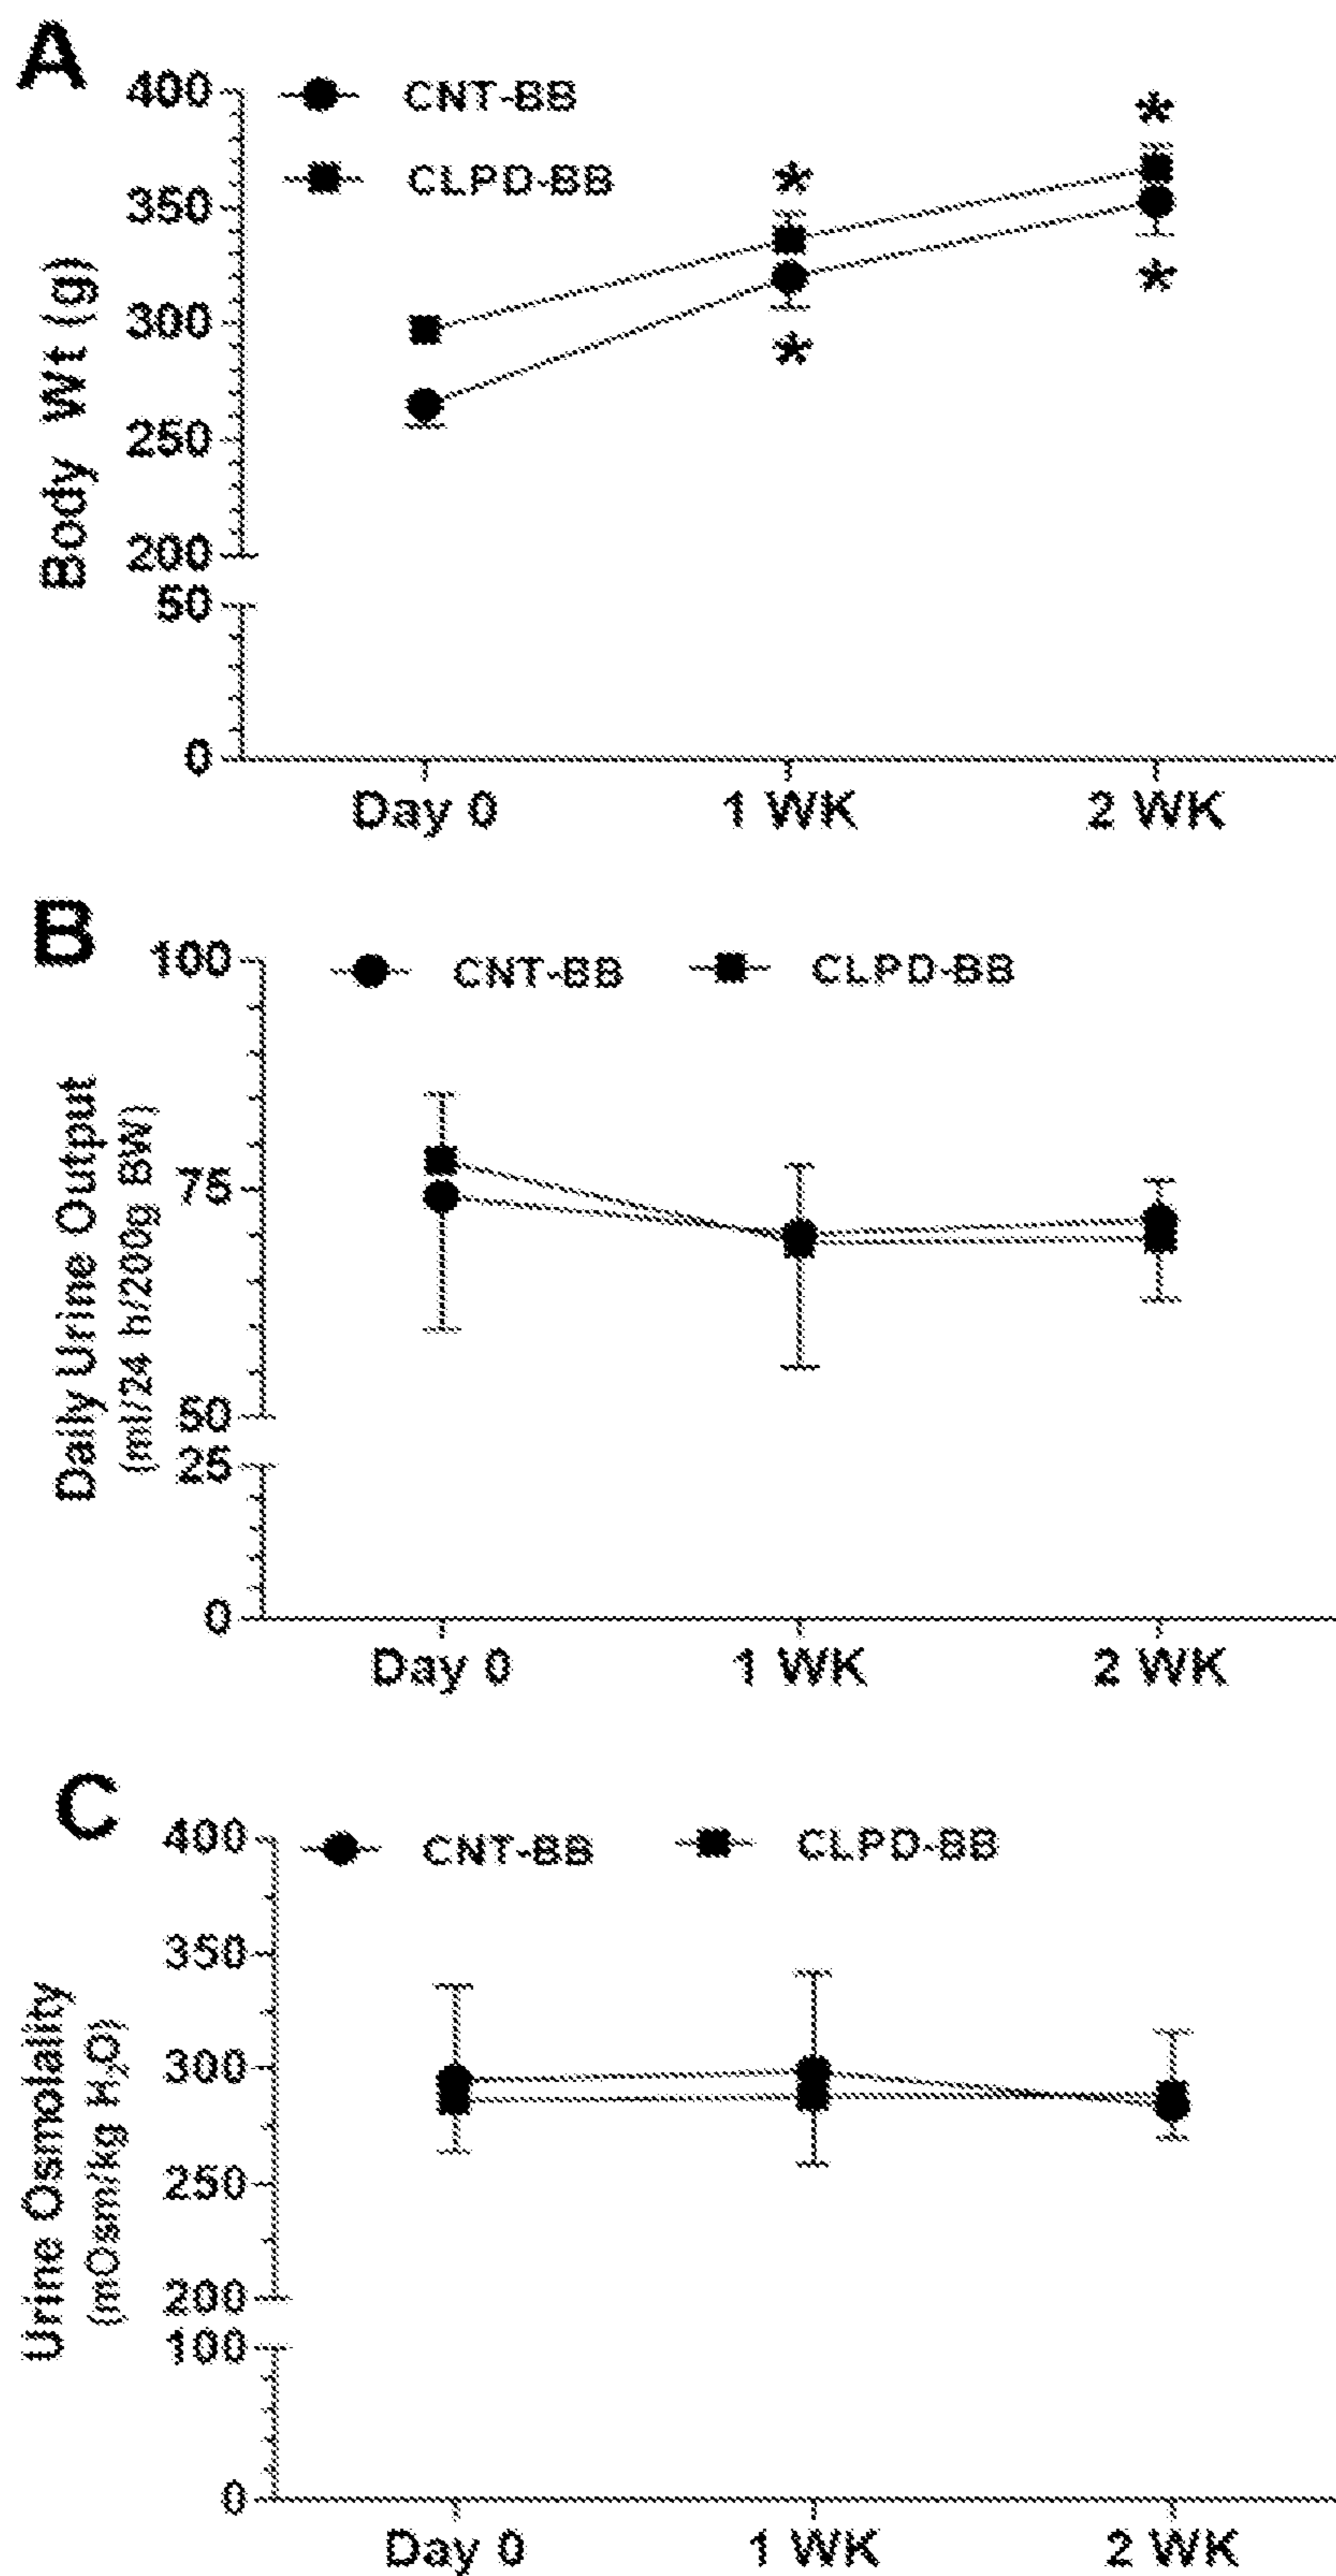 A
400
CNT-BB
CLPD-BB
350
300
250
200
50
0
Body Wt (g)
*
*
*
*
Day 0 1 WK 2 WK
B
100
CNT-BB CLPD-BB
75
50
25
0
Daily Urine Output
(ml/24 h/200g BW)
Day 0 1 WK 2 WK
C
400
CNT-BB CLPD-BB
350
300
250
200
100
0
Urine Osmolality
(mOsm/kg H₂O)
Day 0 1 WK 2 WK